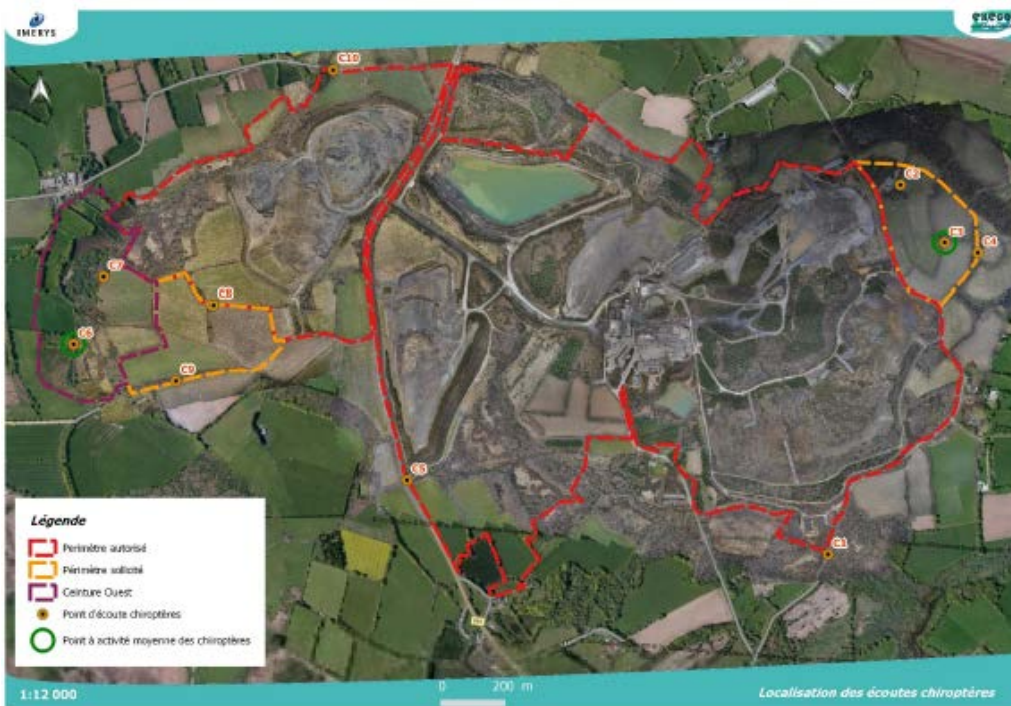 IMERYS
C10
C2
C3
C4
C7
C8
C6
C9
C5
C1
Légende
Perimètre autorisé
Périmètre sollicité
Ceinture Ouest
Point d'écoute chiroptères
Point à activité moyenne des chiroptères
1:12 000
0 200 m
Localisation des écoutes chiroptères